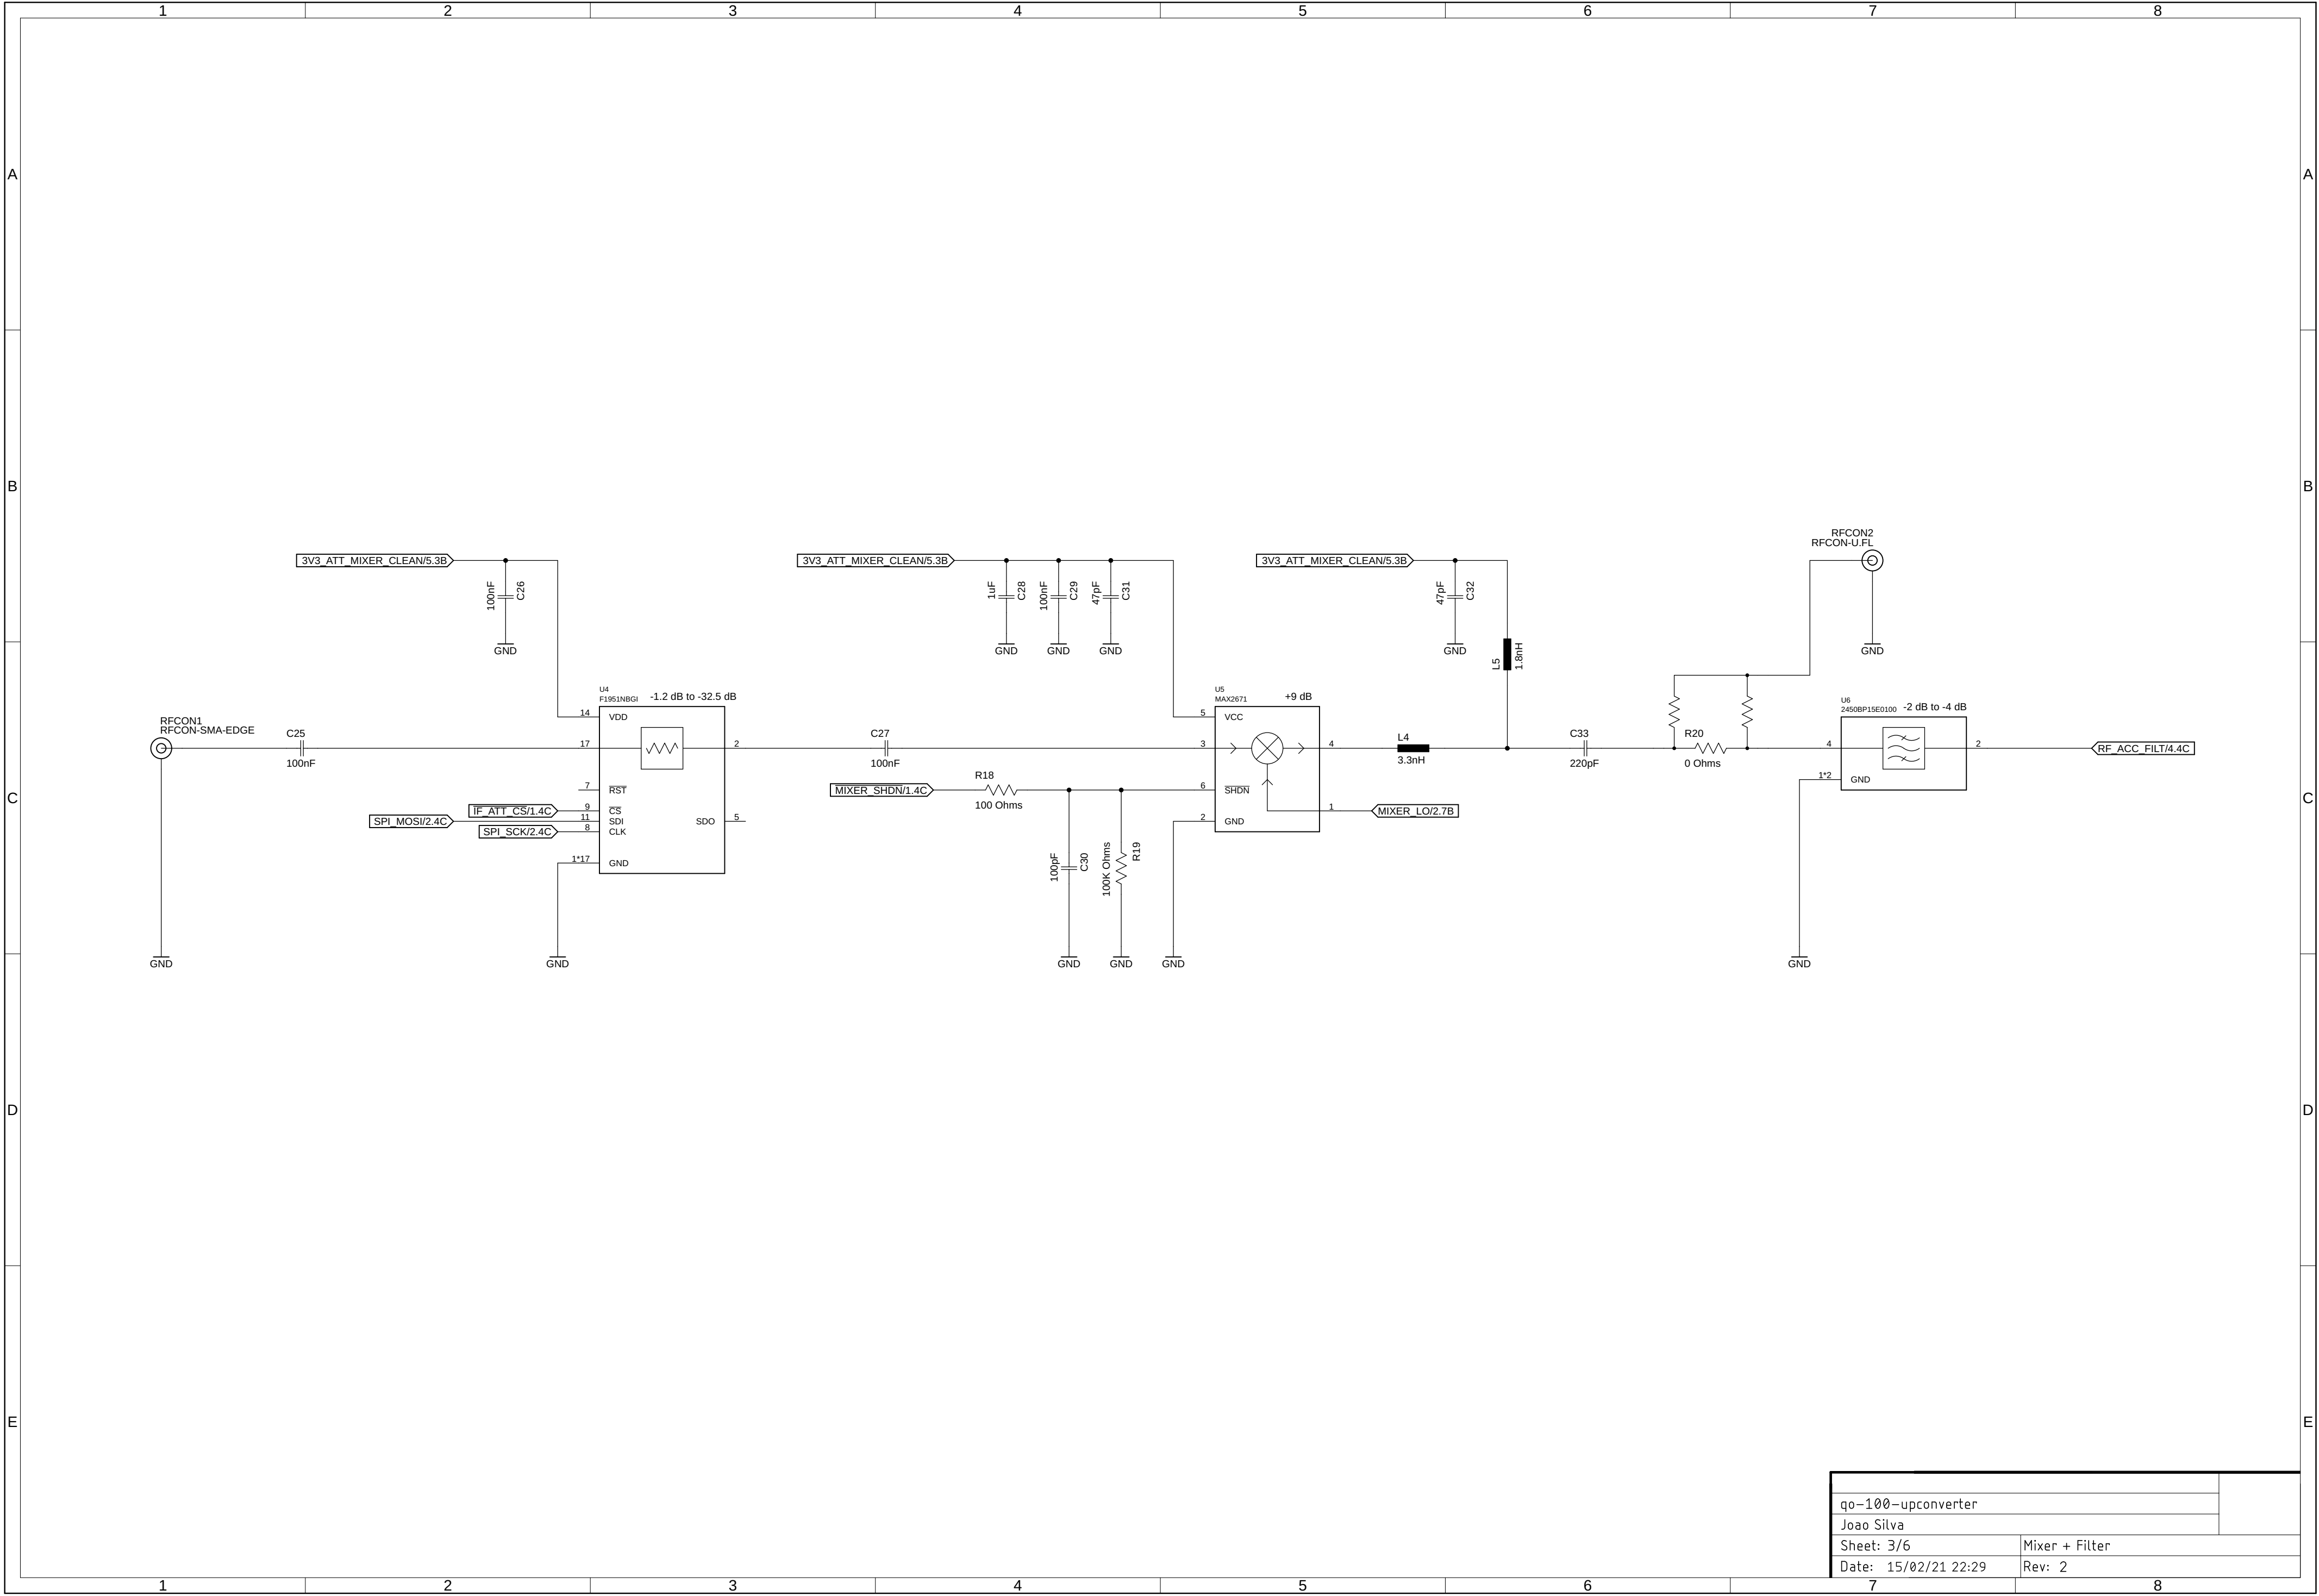 1 2 3 4 5 6 7 8
A A
B B
RFCON2
RFCON-U.FL
3V3_ATT_MIXER_CLEAN/5.3B
3V3_ATT_MIXER_CLEAN/5.3B
3V3_ATT_MIXER_CLEAN/5.3B
100nF
C26
1uF
C28
100nF
C29
47pF
C31
47pF
C32
GND
GND
GND
GND
GND
GND
L5
1.8nH
RFCON1
RFCON-SMA-EDGE
C25
100nF
U4
F1951NBGI
-1.2 dB to -32.5 dB
14
VDD
17
2
7
RST
9
CS
11
SDI
8
CLK
SDO
5
1*17
GND
IF_ATT_CS/1.4C
SPI_MOSI/2.4C
SPI_SCK/2.4C
C27
100nF
MIXER_SHDN/1.4C
R18
100 Ohms
100pF
C30
100K Ohms
R19
U5
MAX2671
+9 dB
5
VCC
3
4
6
SHDN
2
GND
1
MIXER_LO/2.7B
L4
3.3nH
C33
220pF
R20
0 Ohms
U6
2450BP15E0100
-2 dB to -4 dB
4
2
1*2
GND
RF_ACC_FILT/4.4C
C C
GND
GND
GND
GND
GND
GND
D D
E E
qo-100-upconverter
Joao Silva
Sheet: 3/6
Mixer + Filter
Date: 15/02/21 22:29
Rev: 2
1 2 3 4 5 6 7 8